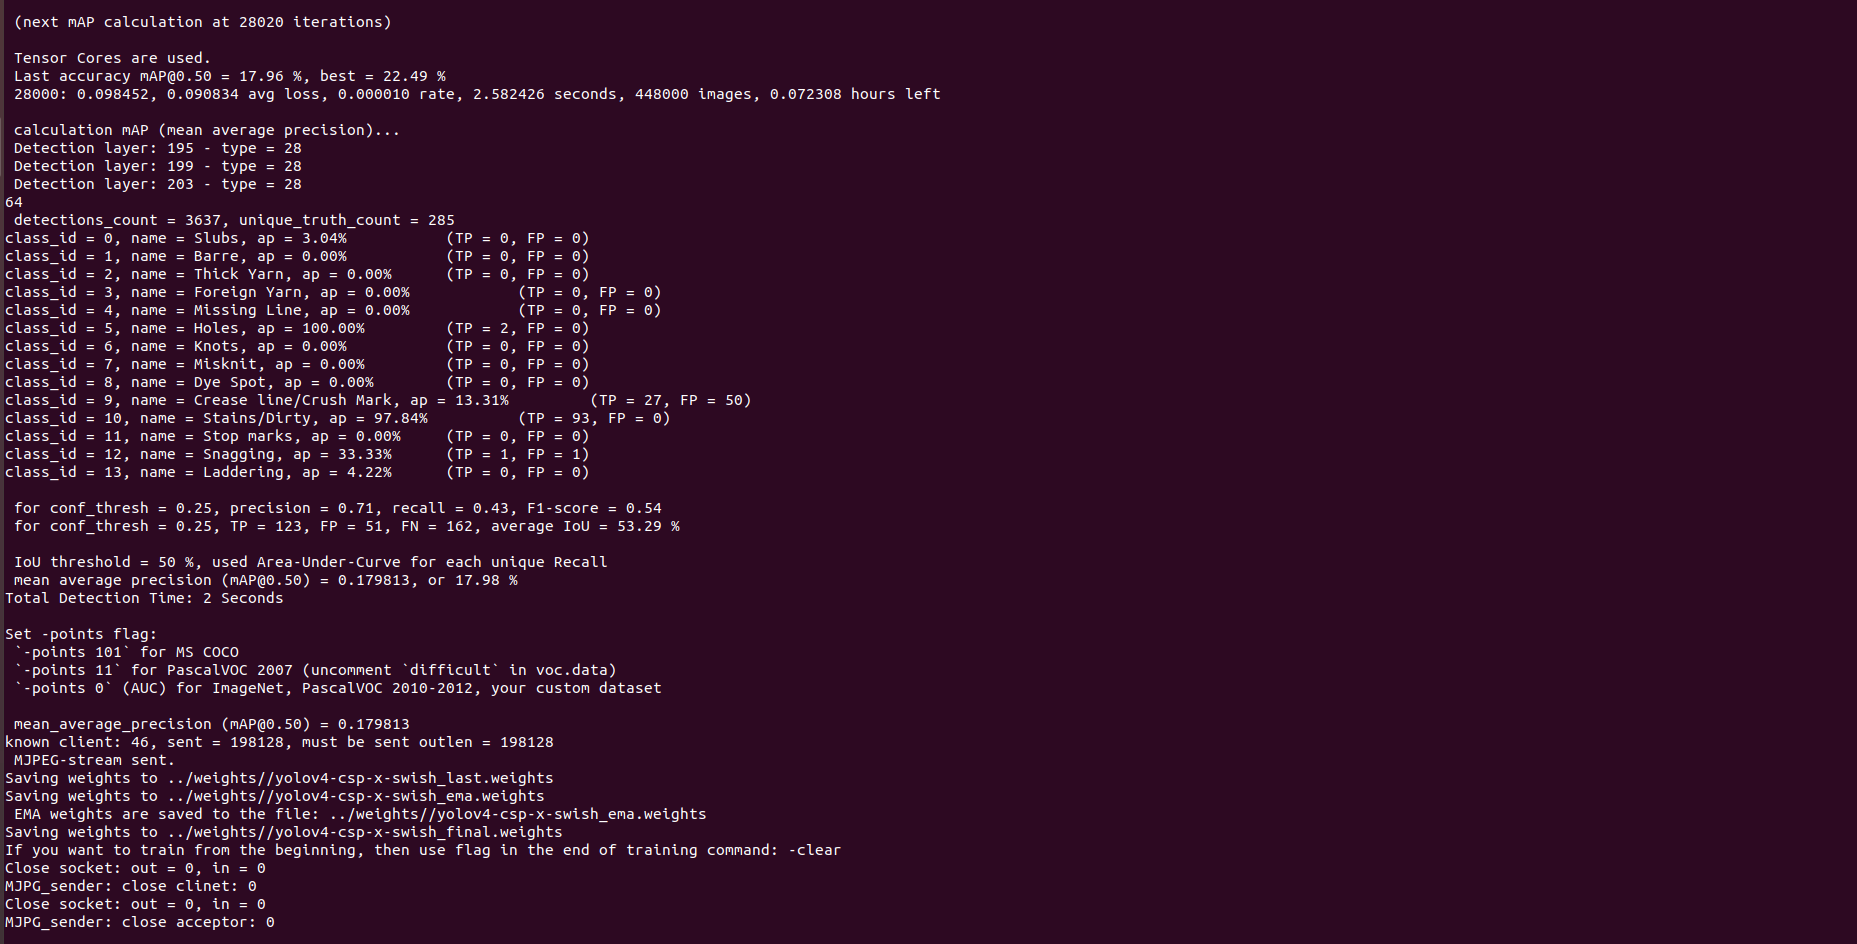 (next mAP calculation at 28020 iterations)
Tensor Cores are used.
Last accuracy mAP@0.50 = 17.96 %, best = 22.49 %
28000: 0.098452, 0.090834 avg loss, 0.000010 rate, 2.582426 seconds, 448000 images, 0.072308 hours left
calculation mAP (mean average precision)...
Detection layer: 195 - type = 28
Detection layer: 199 - type = 28
Detection layer: 203 - type = 28
64
detections_count = 3637, unique_truth_count = 285
class_id = 0, name = Slubs, ap = 3.04% (TP = 0, FP = 0)
class_id = 1, name = Barre, ap = 0.00% (TP = 0, FP = 0)
class_id = 2, name = Thick Yarn, ap = 0.00% (TP = 0, FP = 0)
class_id = 3, name = Foreign Yarn, ap = 0.00% (TP = 0, FP = 0)
class_id = 4, name = Missing Line, ap = 0.00% (TP = 0, FP = 0)
class_id = 5, name = Holes, ap = 100.00% (TP = 2, FP = 0)
class_id = 6, name = Knots, ap = 0.00% (TP = 0, FP = 0)
class_id = 7, name = Misknit, ap = 0.00% (TP = 0, FP = 0)
class_id = 8, name = Dye Spot, ap = 0.00% (TP = 0, FP = 0)
class_id = 9, name = Crease line/Crush Mark, ap = 13.31% (TP = 27, FP = 50)
class_id = 10, name = Stains/Dirty, ap = 97.84% (TP = 93, FP = 0)
class_id = 11, name = Stop marks, ap = 0.00% (TP = 0, FP = 0)
class_id = 12, name = Snagging, ap = 33.33% (TP = 1, FP = 1)
class_id = 13, name = Laddering, ap = 4.22% (TP = 0, FP = 0)
for conf_thresh = 0.25, precision = 0.71, recall = 0.43, F1-score = 0.54
for conf_thresh = 0.25, TP = 123, FP = 51, FN = 162, average IoU = 53.29 %
IoU threshold = 50 %, used Area-Under-Curve for each unique Recall
mean average precision (mAP@0.50) = 0.179813, or 17.98 %
Total Detection Time: 2 Seconds
Set -points flag:
`-points 101` for MS COCO
`-points 11` for PascalVOC 2007 (uncomment `difficult` in voc.data)
`-points 0` (AUC) for ImageNet, PascalVOC 2010-2012, your custom dataset
mean_average_precision (mAP@0.50) = 0.179813
known client: 46, sent = 198128, must be sent outlen = 198128
MJPEG-stream sent.
Saving weights to ../weights//yolov4-csp-x-swish_last.weights
Saving weights to ../weights//yolov4-csp-x-swish_ema.weights
EMA weights are saved to the file: ../weights//yolov4-csp-x-swish_ema.weights
Saving weights to ../weights//yolov4-csp-x-swish_final.weights
If you want to train from the beginning, then use flag in the end of training command: -clear
Close socket: out = 0, in = 0
MJPG_sender: close clinet: 0
Close socket: out = 0, in = 0
MJPG_sender: close acceptor: 0